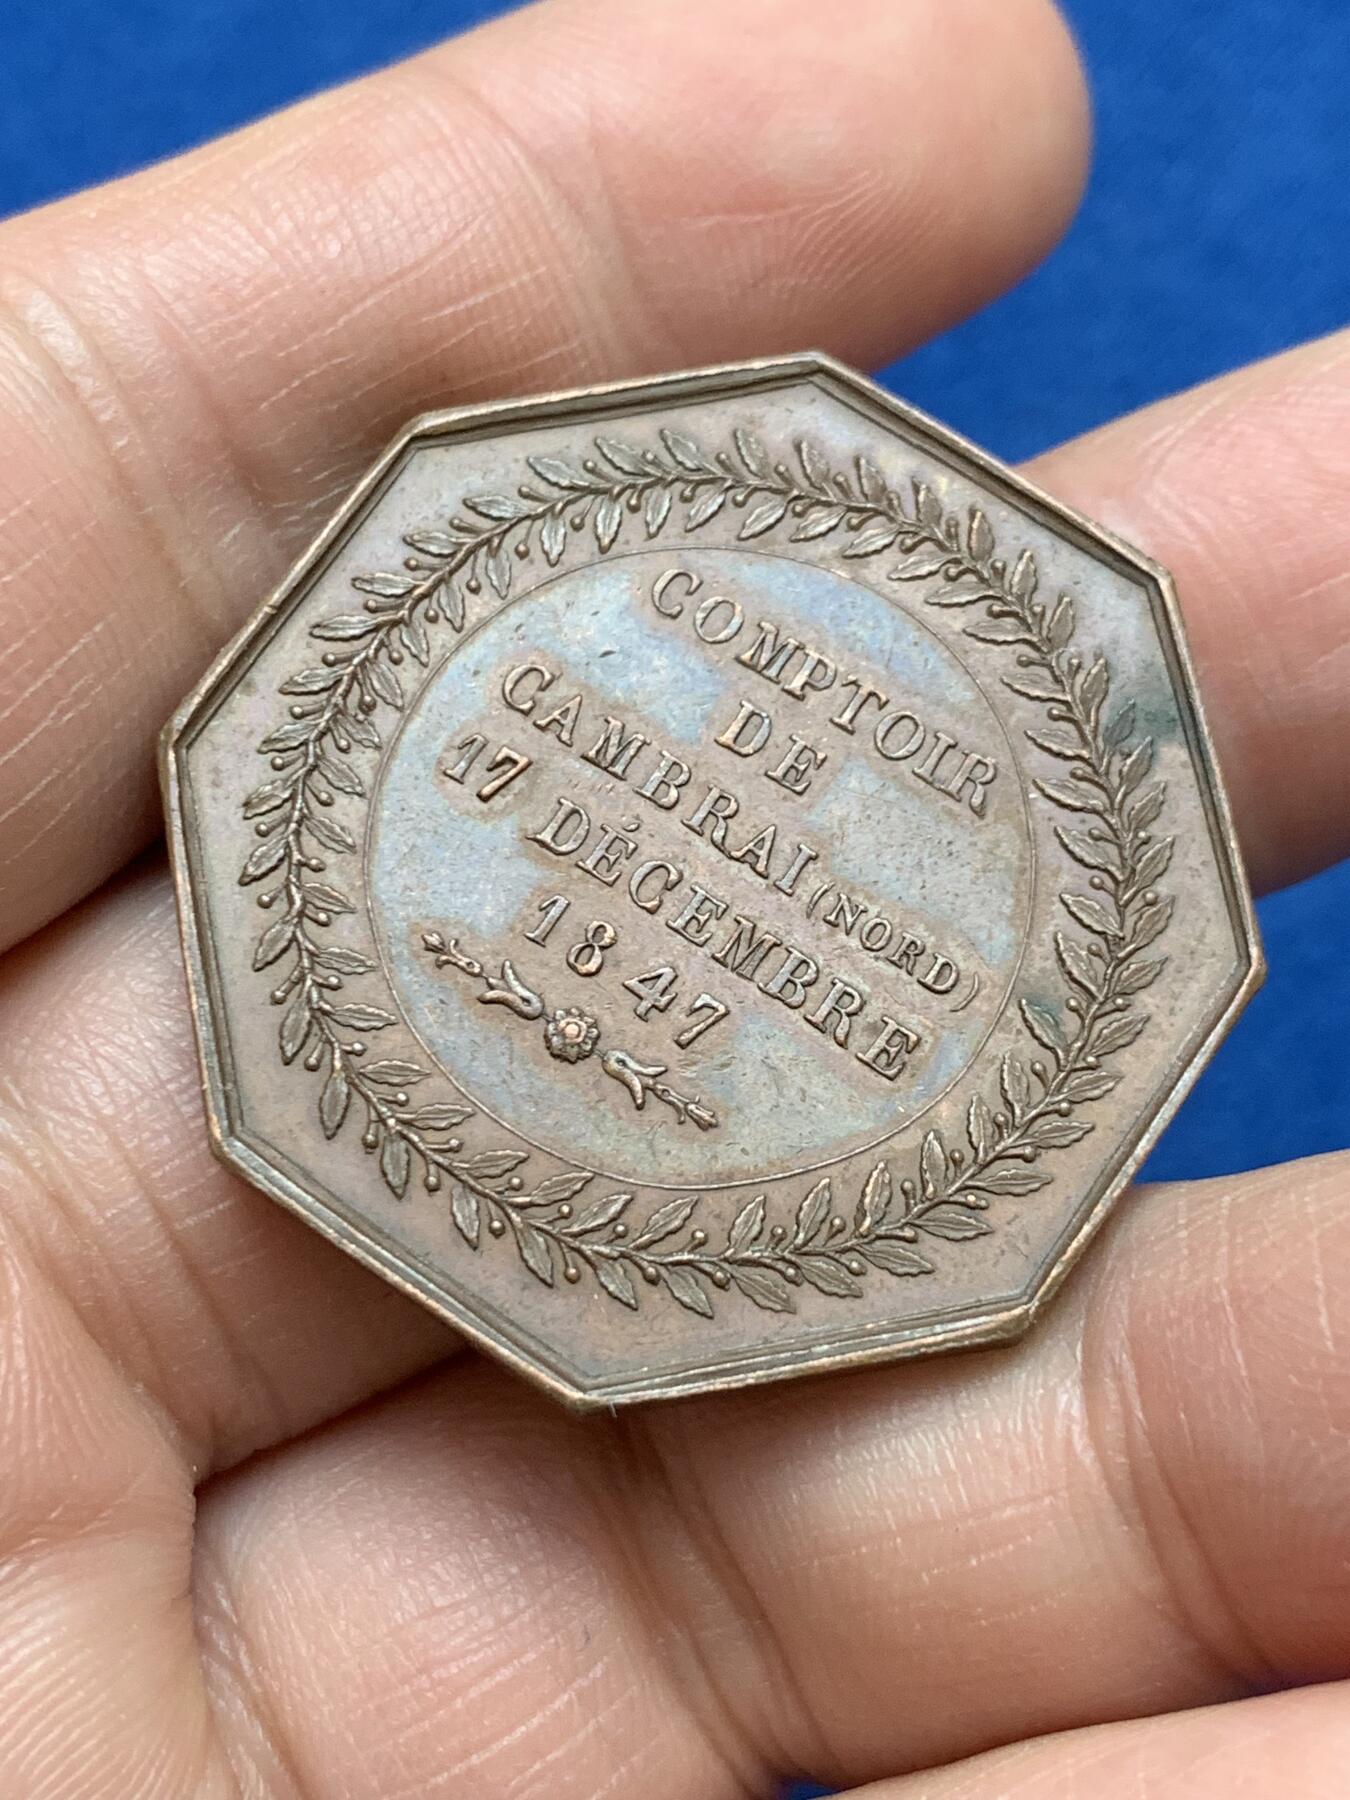 COMPTOIR
DE
CAMBRAI (NORD)
17 DÉCEMBRE
1847